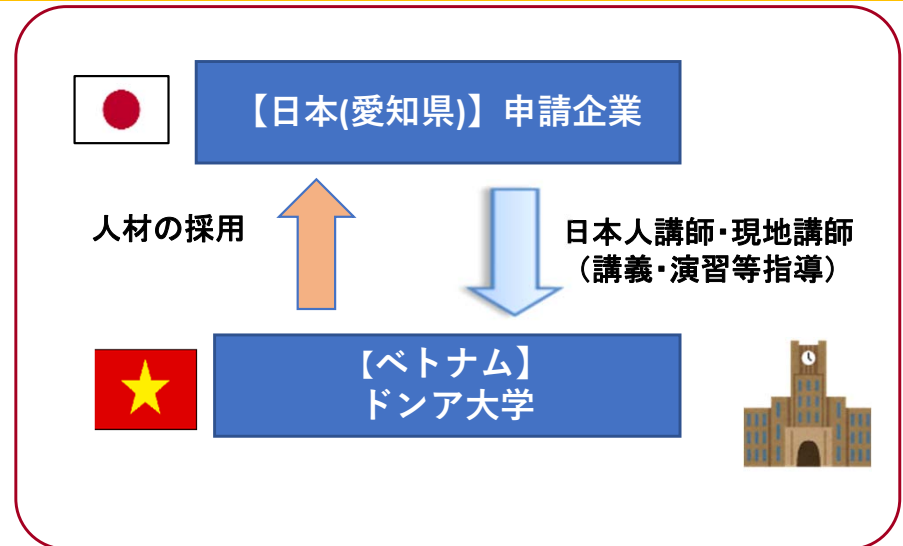 【日本(愛知県)】申請企業
人材の採用
日本人講師・現地講師
（講義・演習等指導）
【ベトナム】
ドンア大学